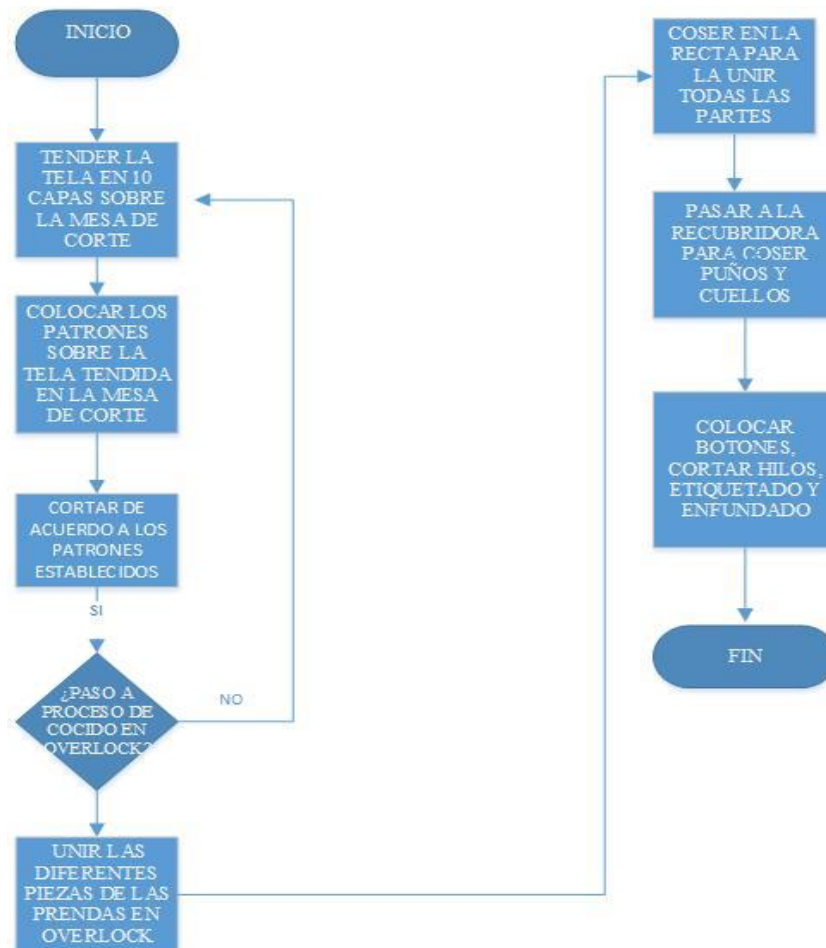 INICIO
TENDER LA
TELA EN 10
CAPAS SOBRE
LA MESA DE
CORTE
COLOCAR LOS
PATRONES
SOBRE LA
TELA TENDIDA
EN LA MESA
DE CORTE
CORTAR DE
ACUERDO A LOS
PATRONES
ESTABLECIDOS
SI
¿PASO A
PROCESO DE
COCIDO EN
OVERLOCK?
NO
UNIR LAS
DIFERENTES
PIEZAS DE LAS
PRENDAS EN
OVERLOCK
COSER EN LA
RECTA PARA
LA UNIR
TODAS LAS
PARTES
PASAR A LA
RECUBRIDORA
PARA COSER
PUÑOS Y
CUELLOS
COLOCAR
BOTONES,
CORTAR HILOS,
ETIQUETADO Y
ENFUNDADO
FIN